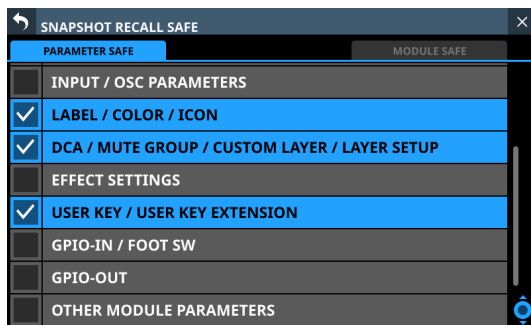 SNAPSHOT RECALL SAFE
PARAMETER SAFE MODULE SAFE
INPUT / OSC PARAMETERS
LABEL / COLOR / ICON
DCA / MUTE GROUP / CUSTOM LAYER / LAYER SETUP
EFFECT SETTINGS
USER KEY / USER KEY EXTENSION
GPIO-IN / FOOT SW
GPIO-OUT
OTHER MODULE PARAMETERS